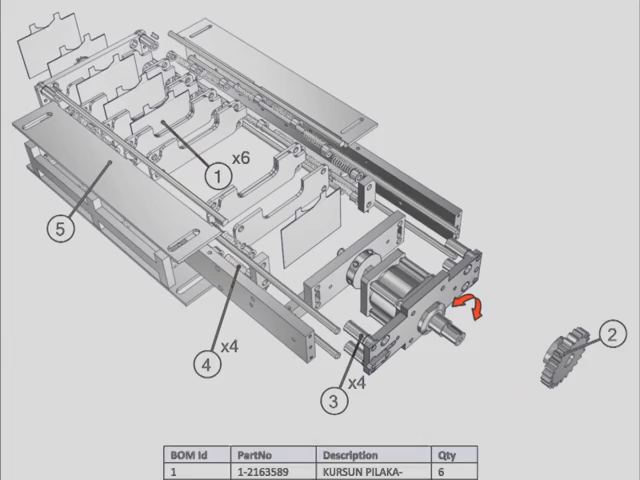 x6
1
5
2
x4
4
x4
3
BOM Id PartNo Description Qty
1 1-2163589 KURSUN PILAKA- 6